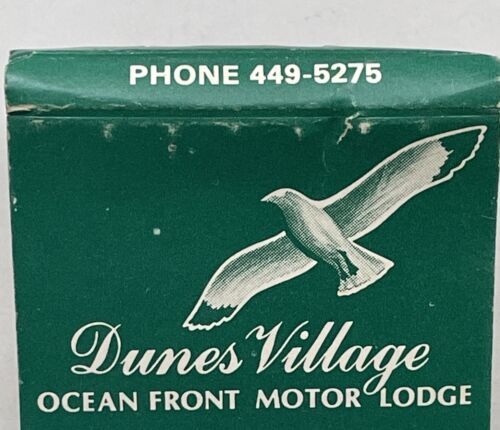 PHONE 449-5275
Dunes Village
OCEAN FRONT MOTOR LODGE